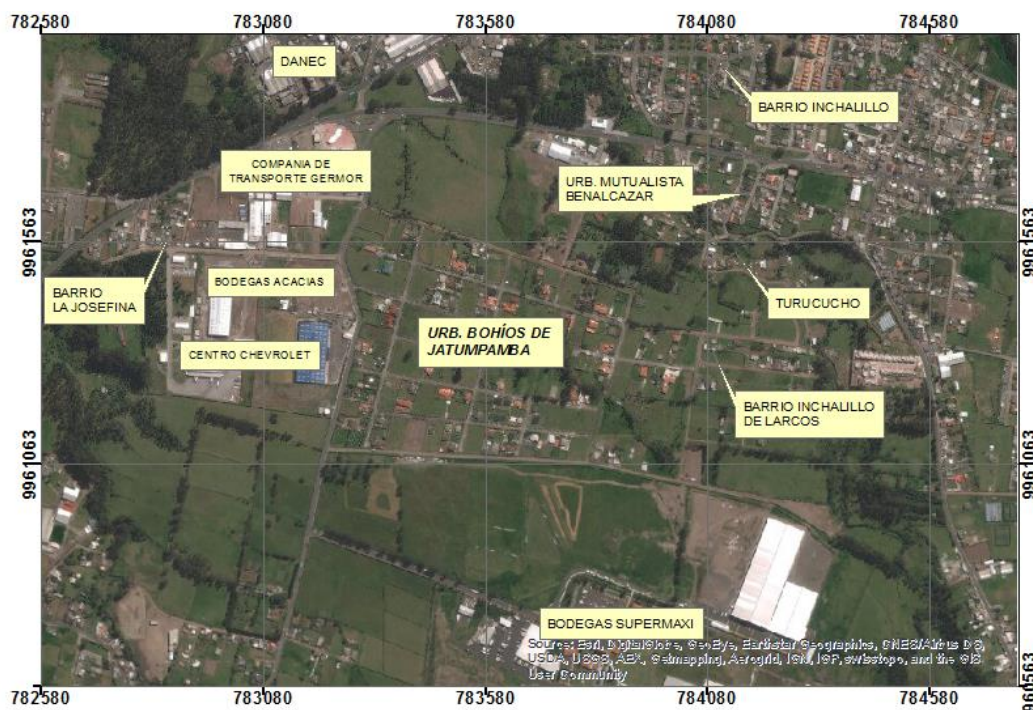 782580 783080 783580 784080 784580
DANEC
BARRIO INCHALILLO
COMPANIA DE
TRANSPORTE GERMOR
URB. MUTUALISTA
BENALCAZAR
9961563
9961563
BARRIO
LA JOSEFINA
BODEGAS ACACIAS
TURUCUCHO
URB. BOHÍOS DE
JATUMPAMBA
CENTRO CHEVROLET
BARRIO INCHALILLO
DE LARCOS
9961063
9961063
BODEGAS SUPERMAXI
Source: Esri, DigitalGlobe, GeoEye, Earthstar Geographics, CNES/Airbus DS,
USDA, USGS, AEX, Getmapping, Aerogrid, IGN, IGP, swisstopo, and the GIS
User Community
9960563
782580 783080 783580 784080 784580